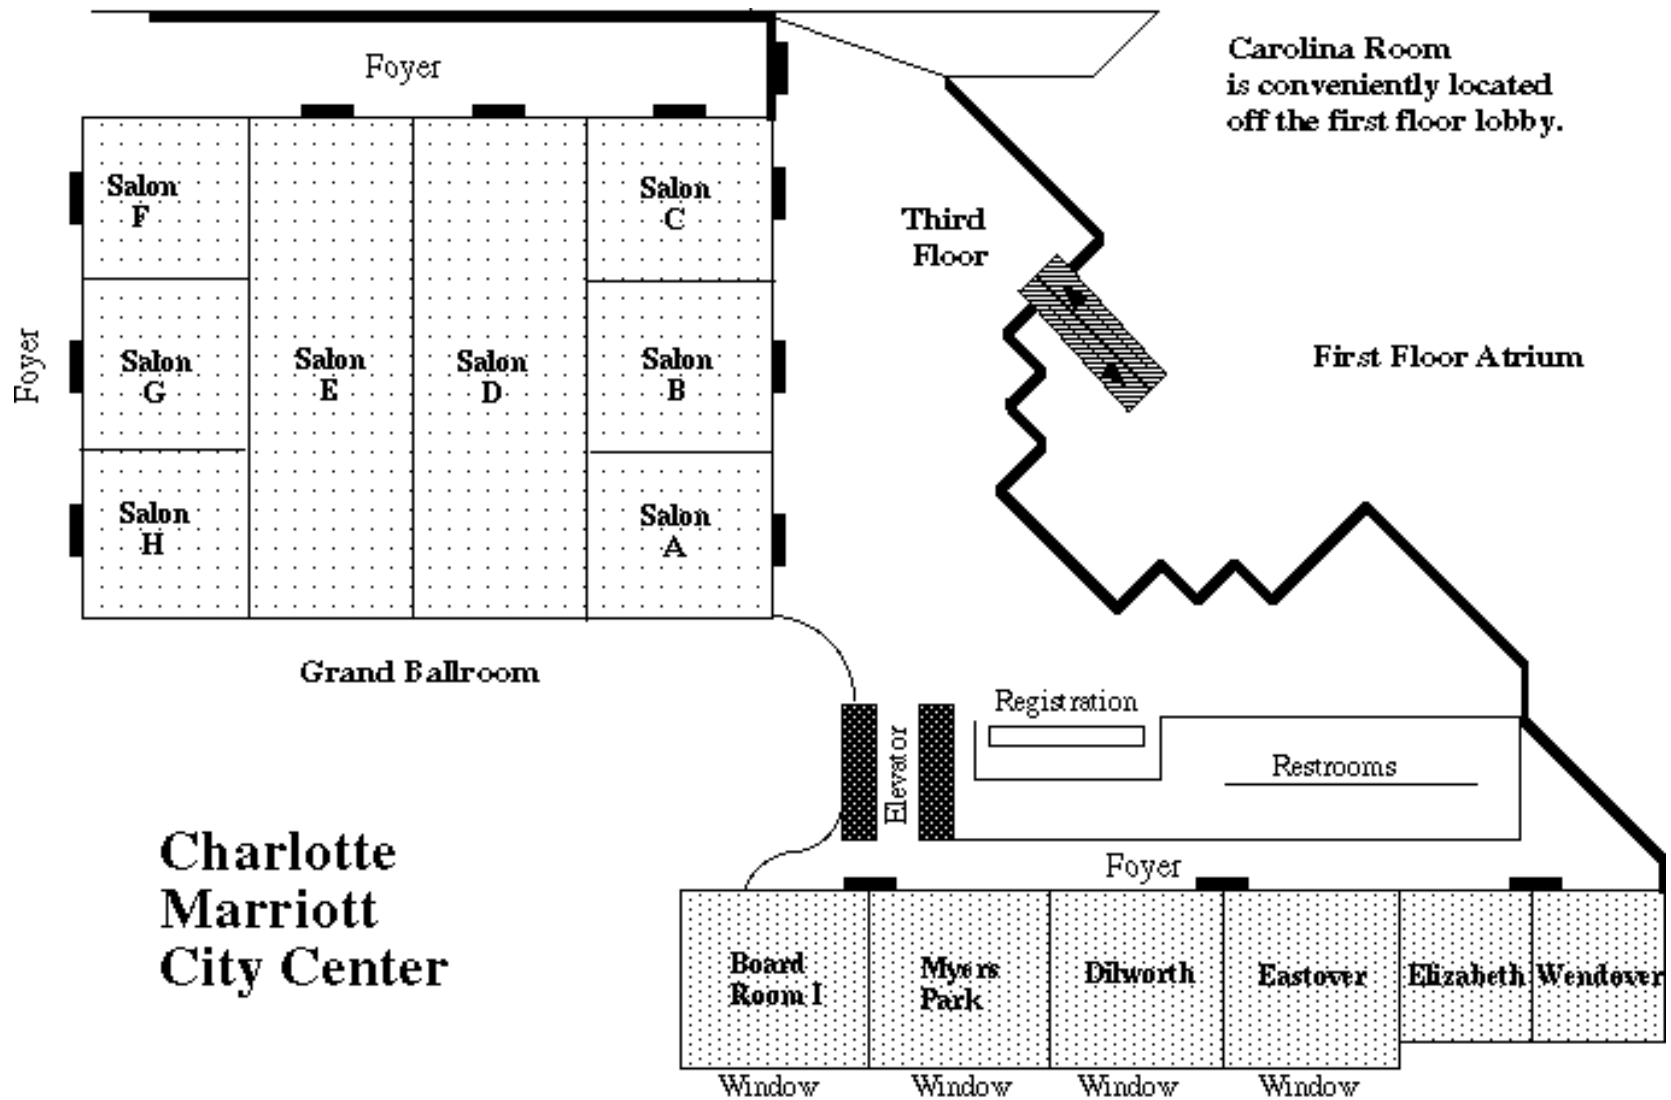 Foyer
Carolina Room
is conveniently located
off the first floor lobby.
Salon
F
Salon
C
Third
Floor
Foyer
Salon
G
Salon
E
Salon
D
Salon
B
First Floor Atrium
Salon
H
Salon
A
Grand Ballroom
Registration
Elevator
Restrooms
Charlotte
Marriott
City Center
Foyer
Board
Room I
Myers
Park
Dilworth
Eastover
Elizabeth
Wendover
Window
Window
Window
Window